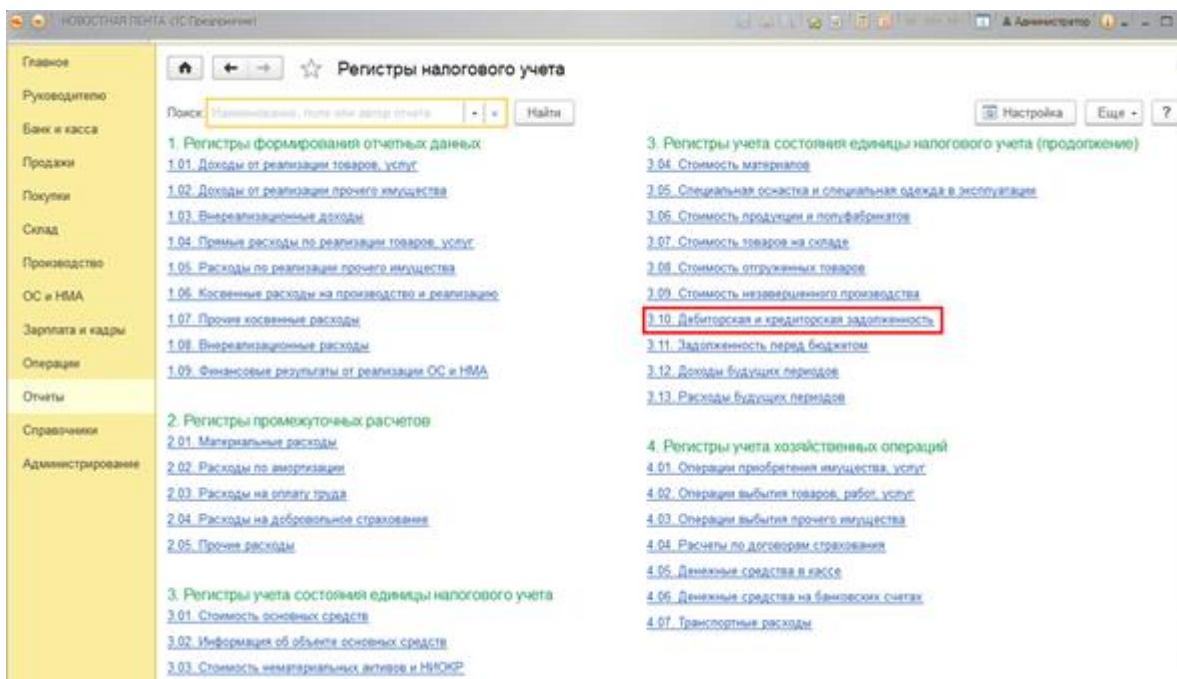 НОВОСТНАЯ ЛЕНТА (1С:Предприятие)
Администратор
Главное
Руководителю
Банк и касса
Продажи
Покупки
Склад
Производство
ОС и НМА
Зарплата и кадры
Операции
Отчеты
Справочники
Администрирование
Регистры налогового учета
Поиск: Наименование, поле или автор отчета
Найти
Настройка
Еще
?
1. Регистры формирования отчетных данных
1.01. Доходы от реализации товаров, услуг
1.02. Доходы от реализации прочего имущества
1.03. Внереализационные доходы
1.04. Прямые расходы по реализации товаров, услуг
1.05. Расходы по реализации прочего имущества
1.06. Косвенные расходы на производство и реализацию
1.07. Прочие косвенные расходы
1.08. Внереализационные расходы
1.09. Финансовые результаты от реализации ОС и НМА
2. Регистры промежуточных расчетов
2.01. Материальные расходы
2.02. Расходы по амортизации
2.03. Расходы на оплату труда
2.04. Расходы на добровольное страхование
2.05. Прочие расходы
3. Регистры учета состояния единицы налогового учета
3.01. Стоимость основных средств
3.02. Информация об объекте основных средств
3.03. Стоимость нематериальных активов и НИОКР
3. Регистры учета состояния единицы налогового учета (продолжение)
3.04. Стоимость материалов
3.05. Специальная оснастка и специальная одежда в эксплуатации
3.06. Стоимость продукции и полуфабрикатов
3.07. Стоимость товаров на складе
3.08. Стоимость отгруженных товаров
3.09. Стоимость незавершенного производства
3.10. Дебиторская и кредиторская задолженность
3.11. Задолженность перед бюджетом
3.12. Доходы будущих периодов
3.13. Расходы будущих периодов
4. Регистры учета хозяйственных операций
4.01. Операции приобретения имущества, услуг
4.02. Операции выбытия товаров, работ, услуг
4.03. Операции выбытия прочего имущества
4.04. Расчеты по договорам страхования
4.05. Денежные средства в кассе
4.06. Денежные средства на банковских счетах
4.07. Транспортные расходы